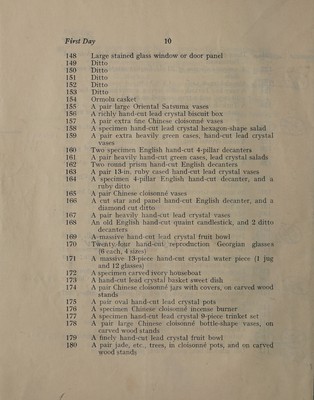 First Day 10
148 Large stained glass window or door panel
149 Ditto
150 Ditto
151 Ditto
152 Ditto
153 Ditto
154 Ormolu casket
155 A pair large Oriental Satsuma vases
156 A richly hand-cut lead crystal biscuit box
157 A pair extra fine Chinese cloisonné vases
158 A specimen hand-cut lead crystal hexagon-shape salad
159 A pair extra heavily green cases, hand-cut lead crystal
vases
160 Two specimen English hand-cut 4-pillar decanters
161 A pair heavily hand-cut green cases, lead crystal salads
162 Two round prism hand-cut English decanters
163 A pair 13-in. ruby cased hand-cut lead crystal vases
164 A specimen 4-pillar English hand-cut decanter, and a
ruby ditto
165 A pair Chinese cloisonné vases
166 A cut star and panel hand-cut English decanter, and a
diamond cut ditto
167 A pair heavily hand-cut lead crystal vases
168 An old English hand-cut quaint candlestick, and 2 ditto
decanters
169 A massive hand-cut lead crystal fruit bowl
170 Twenty-four hand-cut reproduction Georgian glasses
(6 each, 4 sizes)
171 A massive 13-piece hand-cut crystal water piece (1 jug
and 12 glasses)
172 A specimen carved ivory houseboat
173 A hand-cut lead crystal basket sweet dish
174 A pair Chinese cloisonné jars with covers, on carved wood
stands
175 A pair oval hand-cut lead crystal pots
176 A specimen Chinese cloisonné incense burner
177 A specimen hand-cut lead crystal 9-piece trinket set
178 A pair large Chinese cloisonné bottle-shape vases, on
carved wood stands
179 A finely hand-cut lead crystal fruit bowl
180 A pair jade, etc., trees, in cloisonné pots, and on carved
wood stands